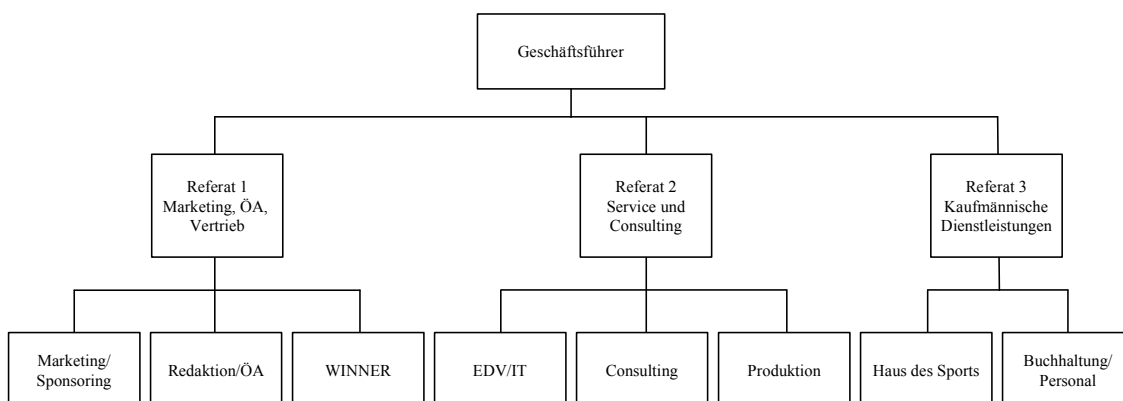 Geschäftsführer
Referat 1
Marketing, ÖA,
Vertrieb
Referat 2
Service und
Consulting
Referat 3
Kaufmännische
Dienstleistungen
Marketing/
Sponsoring
Redaktion/ÖA
WINNER
EDV/IT
Consulting
Produktion
Haus des Sports
Buchhaltung/
Personal